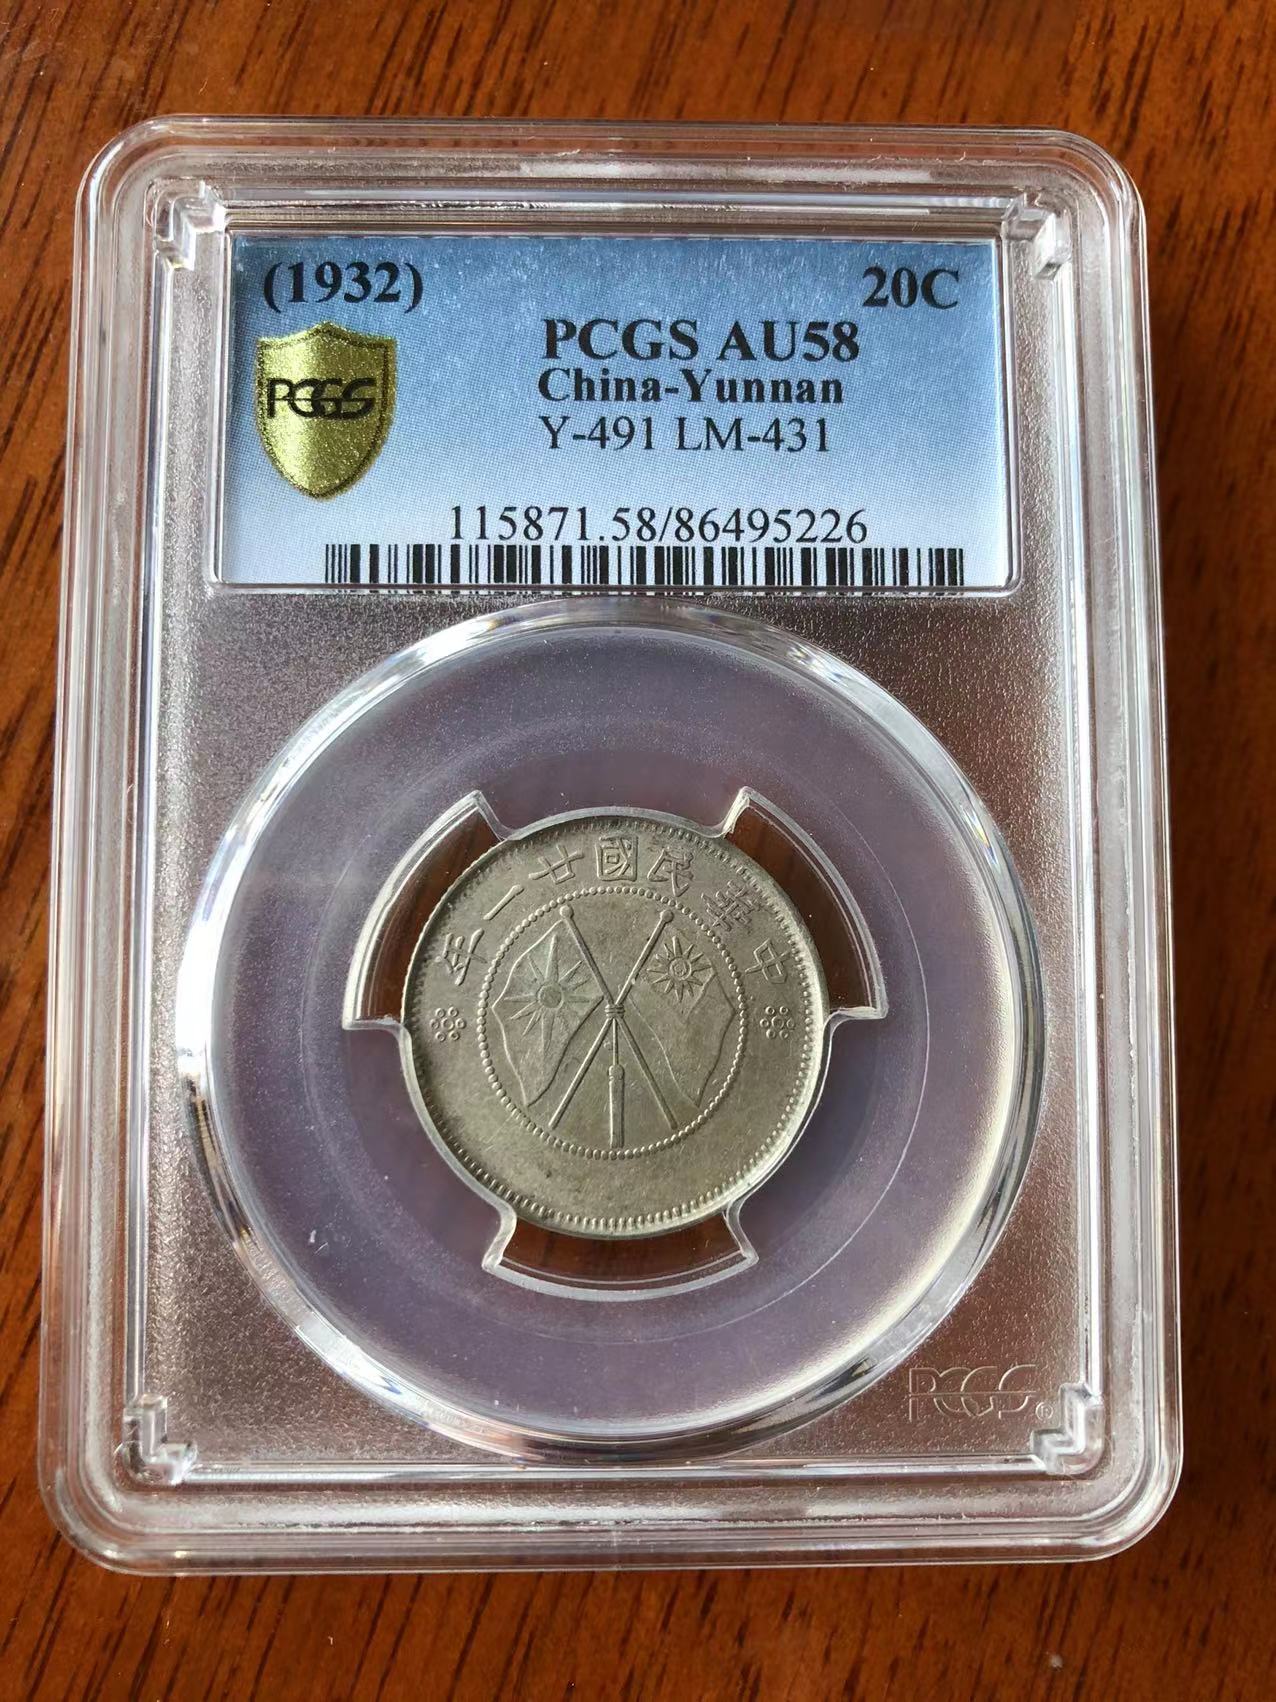 (1932) 20C
PCGS AU58
PCGS China-Yunnan
Y-491 LM-431
115871.58/86495226
中華民國廿一年
PCGS